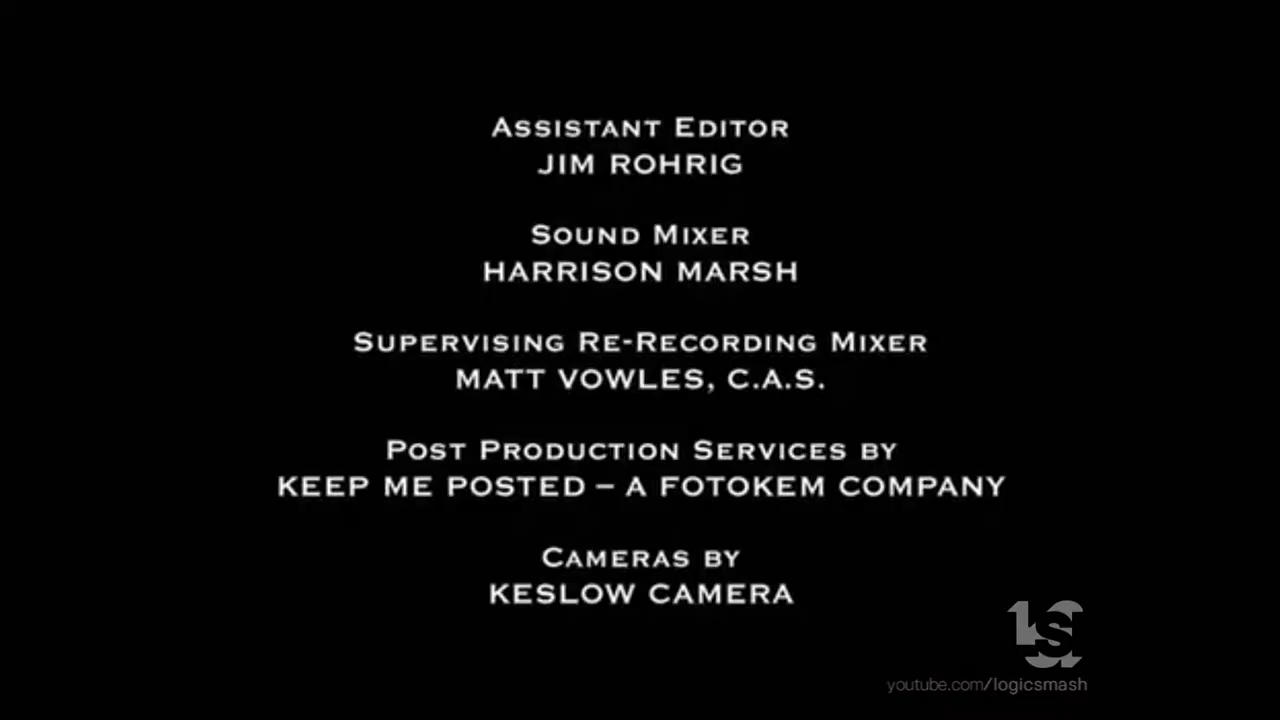 ASSISTANT EDITOR
JIM ROHRIG
SOUND MIXER
HARRISON MARSH
SUPERVISING RE-RECORDING MIXER
MATT VOWLES, C.A.S.
POST PRODUCTION SERVICES BY
KEEP ME POSTED – A FOTOKEM COMPANY
CAMERAS BY
KESLOW CAMERA
youtube.com/logicsmash